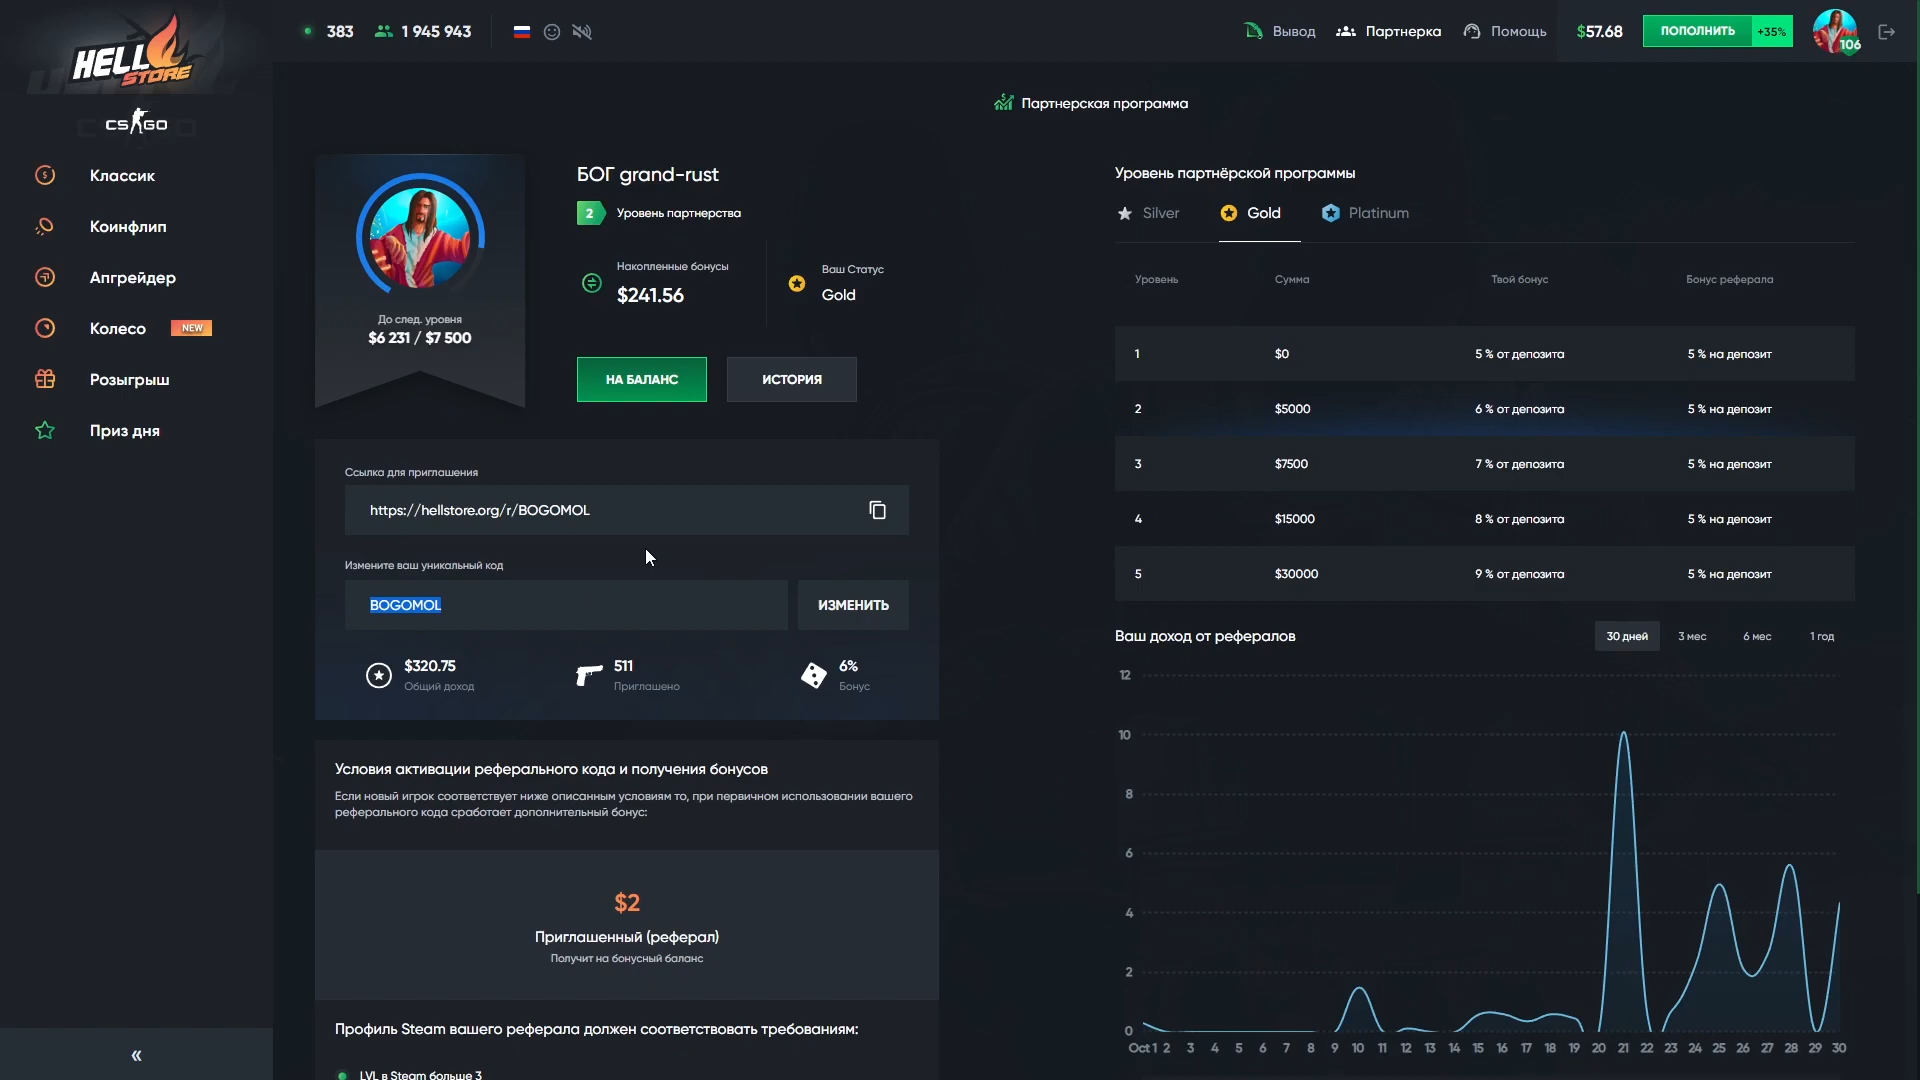 HELL STORE
383
1 945 943
Вывод
Партнерка
Помощь
$57.68
ПОПОЛНИТЬ
+35%
106
CS GO
Классик
Коинфлип
Апгрейдер
Колесо
NEW
Розыгрыш
Приз дня
«
Партнерская программа
До след. уровня
$6 231 / $7 500
БОГ grand-rust
2
Уровень партнерства
Накопленные бонусы
$241.56
Ваш Статус
Gold
НА БАЛАНС
ИСТОРИЯ
Ссылка для приглашения
https://hellstore.org/r/BOGOMOL
Измените ваш уникальный код
BOGOMOL
ИЗМЕНИТЬ
$320.75
Общий доход
511
Приглашено
6%
Бонус
Условия активации реферального кода и получения бонусов
Если новый игрок соответствует ниже описанным условиям то, при первичном использовании вашего
реферального кода сработает дополнительный бонус:
$2
Приглашенный (реферал)
Получит на бонусный баланс
Профиль Steam вашего реферала должен соответствовать требованиям:
LVL в Steam больше 3
Уровень партнёрской программы
Silver
Gold
Platinum
Уровень Сумма Твой бонус Бонус реферала
1 $0 5 % от депозита 5 % на депозит
2 $5000 6 % от депозита 5 % на депозит
3 $7500 7 % от депозита 5 % на депозит
4 $15000 8 % от депозита 5 % на депозит
5 $30000 9 % от депозита 5 % на депозит
Ваш доход от рефералов
30 дней
3 мес
6 мес
1 год
12
10
8
6
4
2
0
Oct 1 2 3 4 5 6 7 8 9 10 11 12 13 14 15 16 17 18 19 20 21 22 23 24 25 26 27 28 29 30